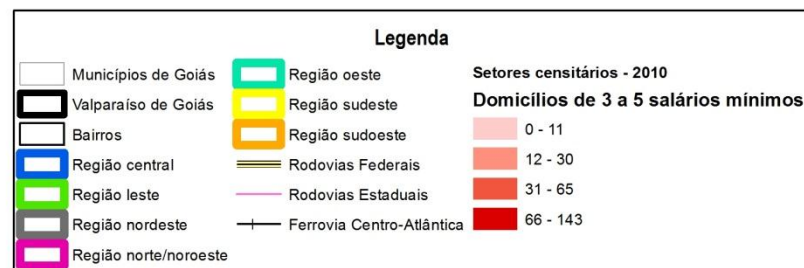 Legenda
Municípios de Goiás
Valparaíso de Goiás
Bairros
Região central
Região leste
Região nordeste
Região norte/noroeste
Região oeste
Região sudeste
Região sudoeste
Rodovias Federais
Rodovias Estaduais
Ferrovia Centro-Atlântica
Setores censitários - 2010
Domicílios de 3 a 5 salários mínimos
0 - 11
12 - 30
31 - 65
66 - 143